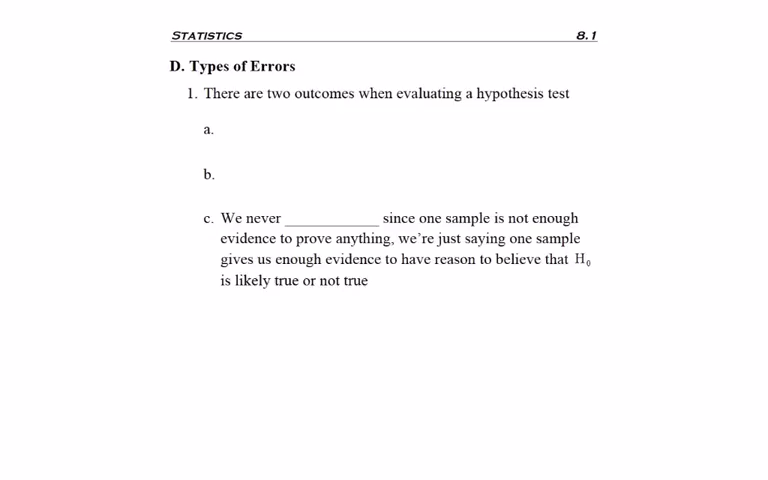 STATISTICS 8.1
D. Types of Errors
1. There are two outcomes when evaluating a hypothesis test
a.
b.
c. We never ____________ since one sample is not enough
evidence to prove anything, we’re just saying one sample
gives us enough evidence to have reason to believe that H₀
is likely true or not true